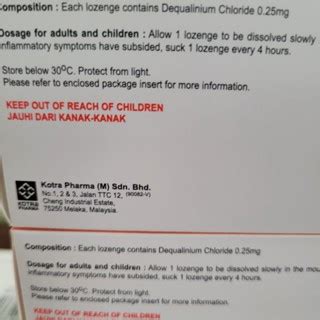 Composition : Each lozenge contains Dequalinium Chloride 0.25mg
Dosage for adults and children : Allow 1 lozenge to be dissolved slowly
inflammatory symptoms have subsided, suck 1 lozenge every 4 hours.
Store below 30°C. Protect from light.
Please refer to enclosed package insert for more information.
KEEP OUT OF REACH OF CHILDREN
JAUHI DARI KANAK-KANAK
KOTRA PHARMA
Kotra Pharma (M) Sdn. Bhd.
No.1, 2 & 3, Jalan TTC 12, (90082-V)
Cheng Industrial Estate,
75250 Melaka, Malaysia.
Composition : Each lozenge contains Dequalinium Chloride 0.25mg
Dosage for adults and children : Allow 1 lozenge to be dissolved slowly in the mou
inflammatory symptoms have subsided, suck 1 lozenge every 4 hours.
Store below 30°C. Protect from light.
Please refer to enclosed package insert for more information.
KEEP OUT OF REACH OF CHILDREN